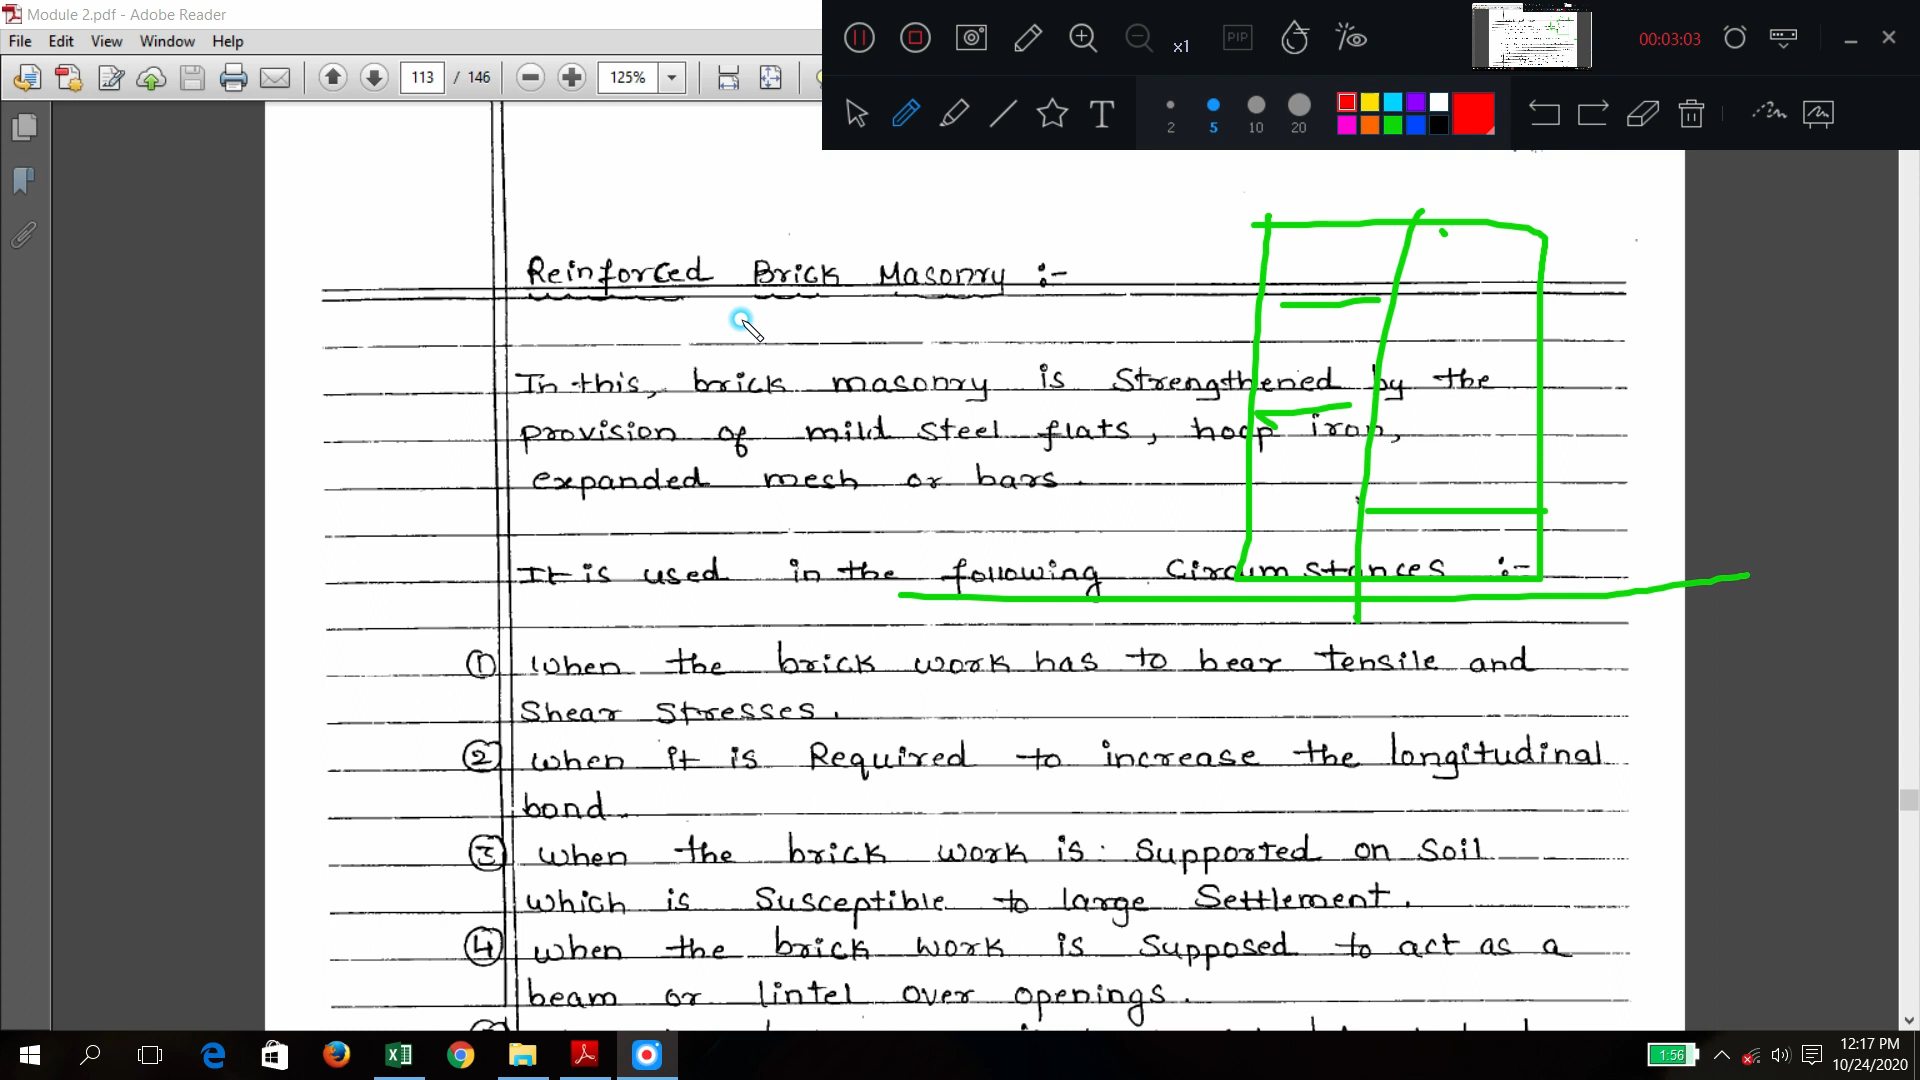 Module 2.pdf - Adobe Reader
File Edit View Window Help
113 / 146 125%
x1 PIP 00:03:03
2 5 10 20
Reinforced Brick Masonry :-
In this, brick masonry is Strengthened by the
provision of mild steel flats, hoop iron,
expanded mesh or bars.
It is used in the following Circumstances :-
① When the brick work has to bear tensile and
Shear Stresses.
② When it is Required to increase the longitudinal
bond.
③ When the brick work is Supported on Soil
which is Susceptible to large Settlement.
④ When the brick work is Supposed to act as a
beam or lintel over openings.
1:56
12:17 PM
10/24/2020